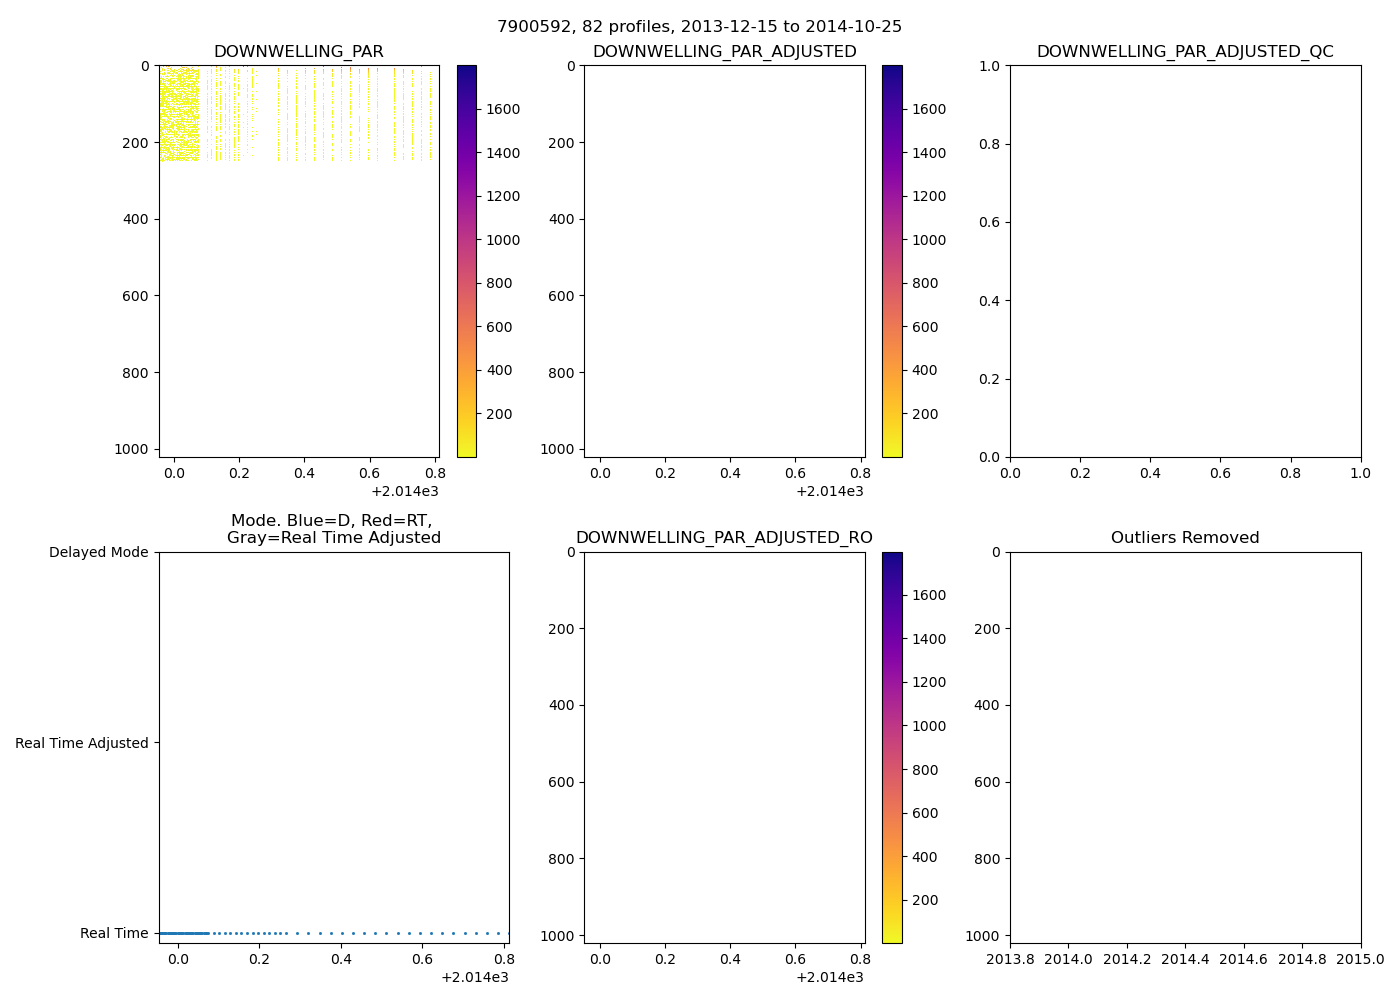 7900592, 82 profiles, 2013-12-15 to 2014-10-25
DOWNWELLING_PAR
0
200
400
600
800
1000
0.0 0.2 0.4 0.6 0.8
+2.014e3
1600
1400
1200
1000
800
600
400
200
DOWNWELLING_PAR_ADJUSTED
0
200
400
600
800
1000
0.0 0.2 0.4 0.6 0.8
+2.014e3
1600
1400
1200
1000
800
600
400
200
DOWNWELLING_PAR_ADJUSTED_QC
1.0
0.8
0.6
0.4
0.2
0.0
0.0 0.2 0.4 0.6 0.8 1.0
Mode. Blue=D, Red=RT,
Gray=Real Time Adjusted
Delayed Mode
Real Time Adjusted
Real Time
0.0 0.2 0.4 0.6 0.8
+2.014e3
DOWNWELLING_PAR_ADJUSTED_RO
0
200
400
600
800
1000
0.0 0.2 0.4 0.6 0.8
+2.014e3
1600
1400
1200
1000
800
600
400
200
Outliers Removed
0
200
400
600
800
1000
2013.8 2014.0 2014.2 2014.4 2014.6 2014.8 2015.0